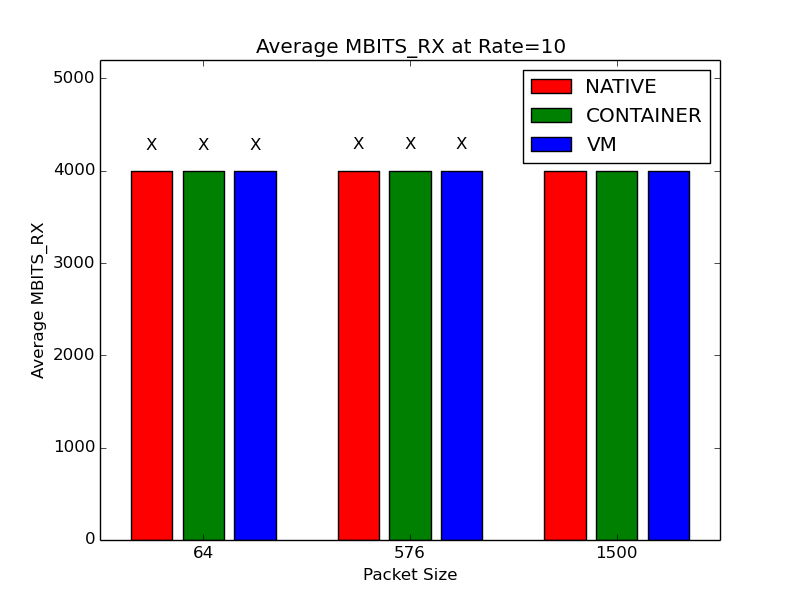 Average MBITS_RX at Rate=10
5000
4000
3000
2000
1000
0
Average MBITS_RX
NATIVE
CONTAINER
VM
X X X X X X
64 576 1500
Packet Size